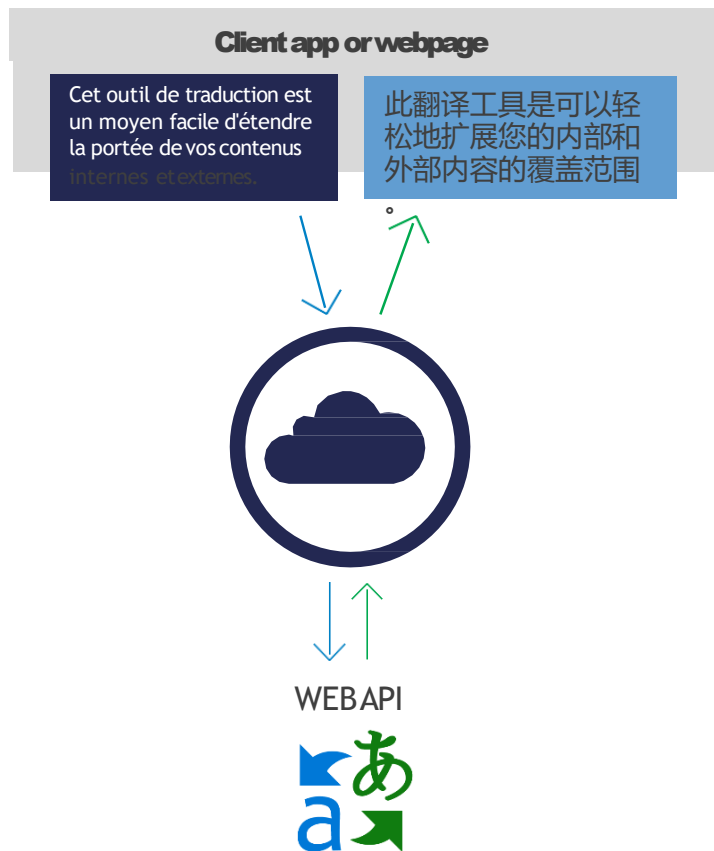 Client app or webpage
Cet outil de traduction est
un moyen facile d'étendre
la portée de vos contenus
internes et externes.
此翻译工具是可以轻
松地扩展您的内部和
外部内容的覆盖范围
。
WEB API
あ
a